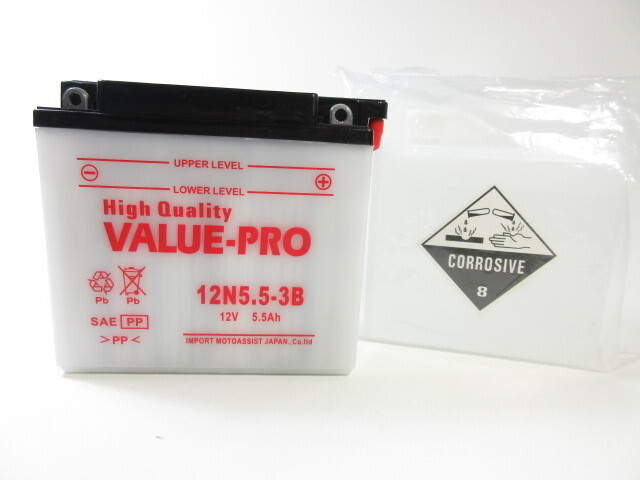 UPPER LEVEL
LOWER LEVEL
High Quality
VALUE-PRO
Pb Pb
12N5.5-3B
12V 5.5Ah
SAE PP
>PP<
IMPORT MOTOASSIST JAPAN.,Co.ltd
CORROSIVE
8